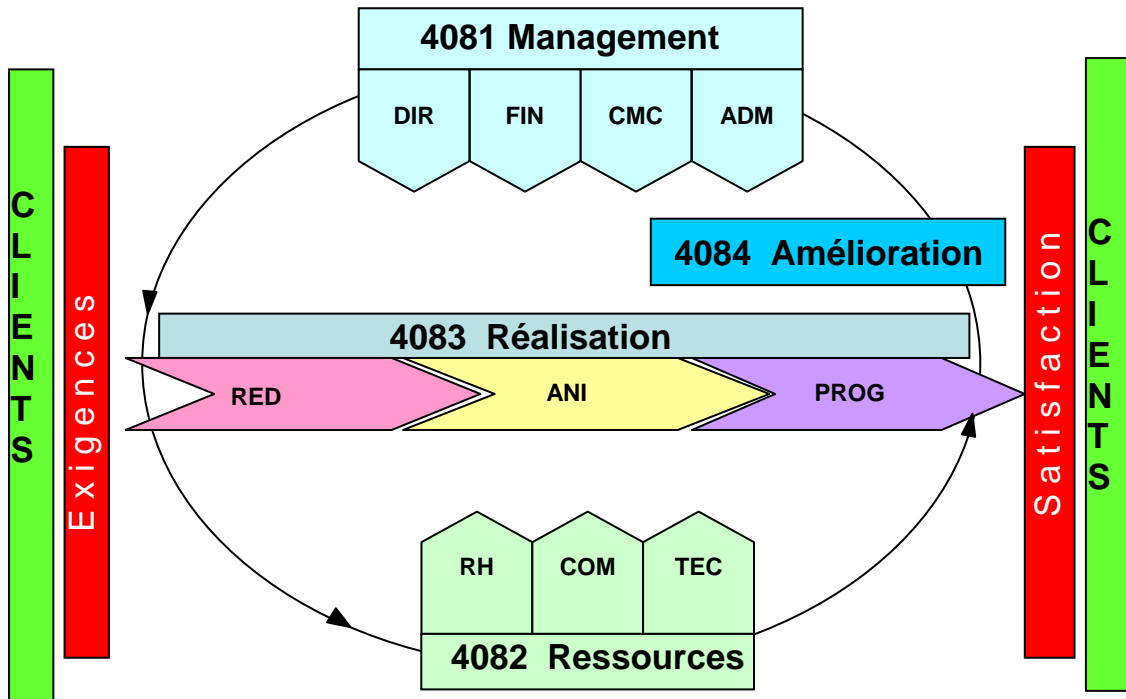 4081 Management
DIR FIN CMC ADM
CLIENTS
Exigences
4084 Amélioration
4083 Réalisation
RED ANI PROG
RH COM TEC
4082 Ressources
Satisfaction
CLIENTS